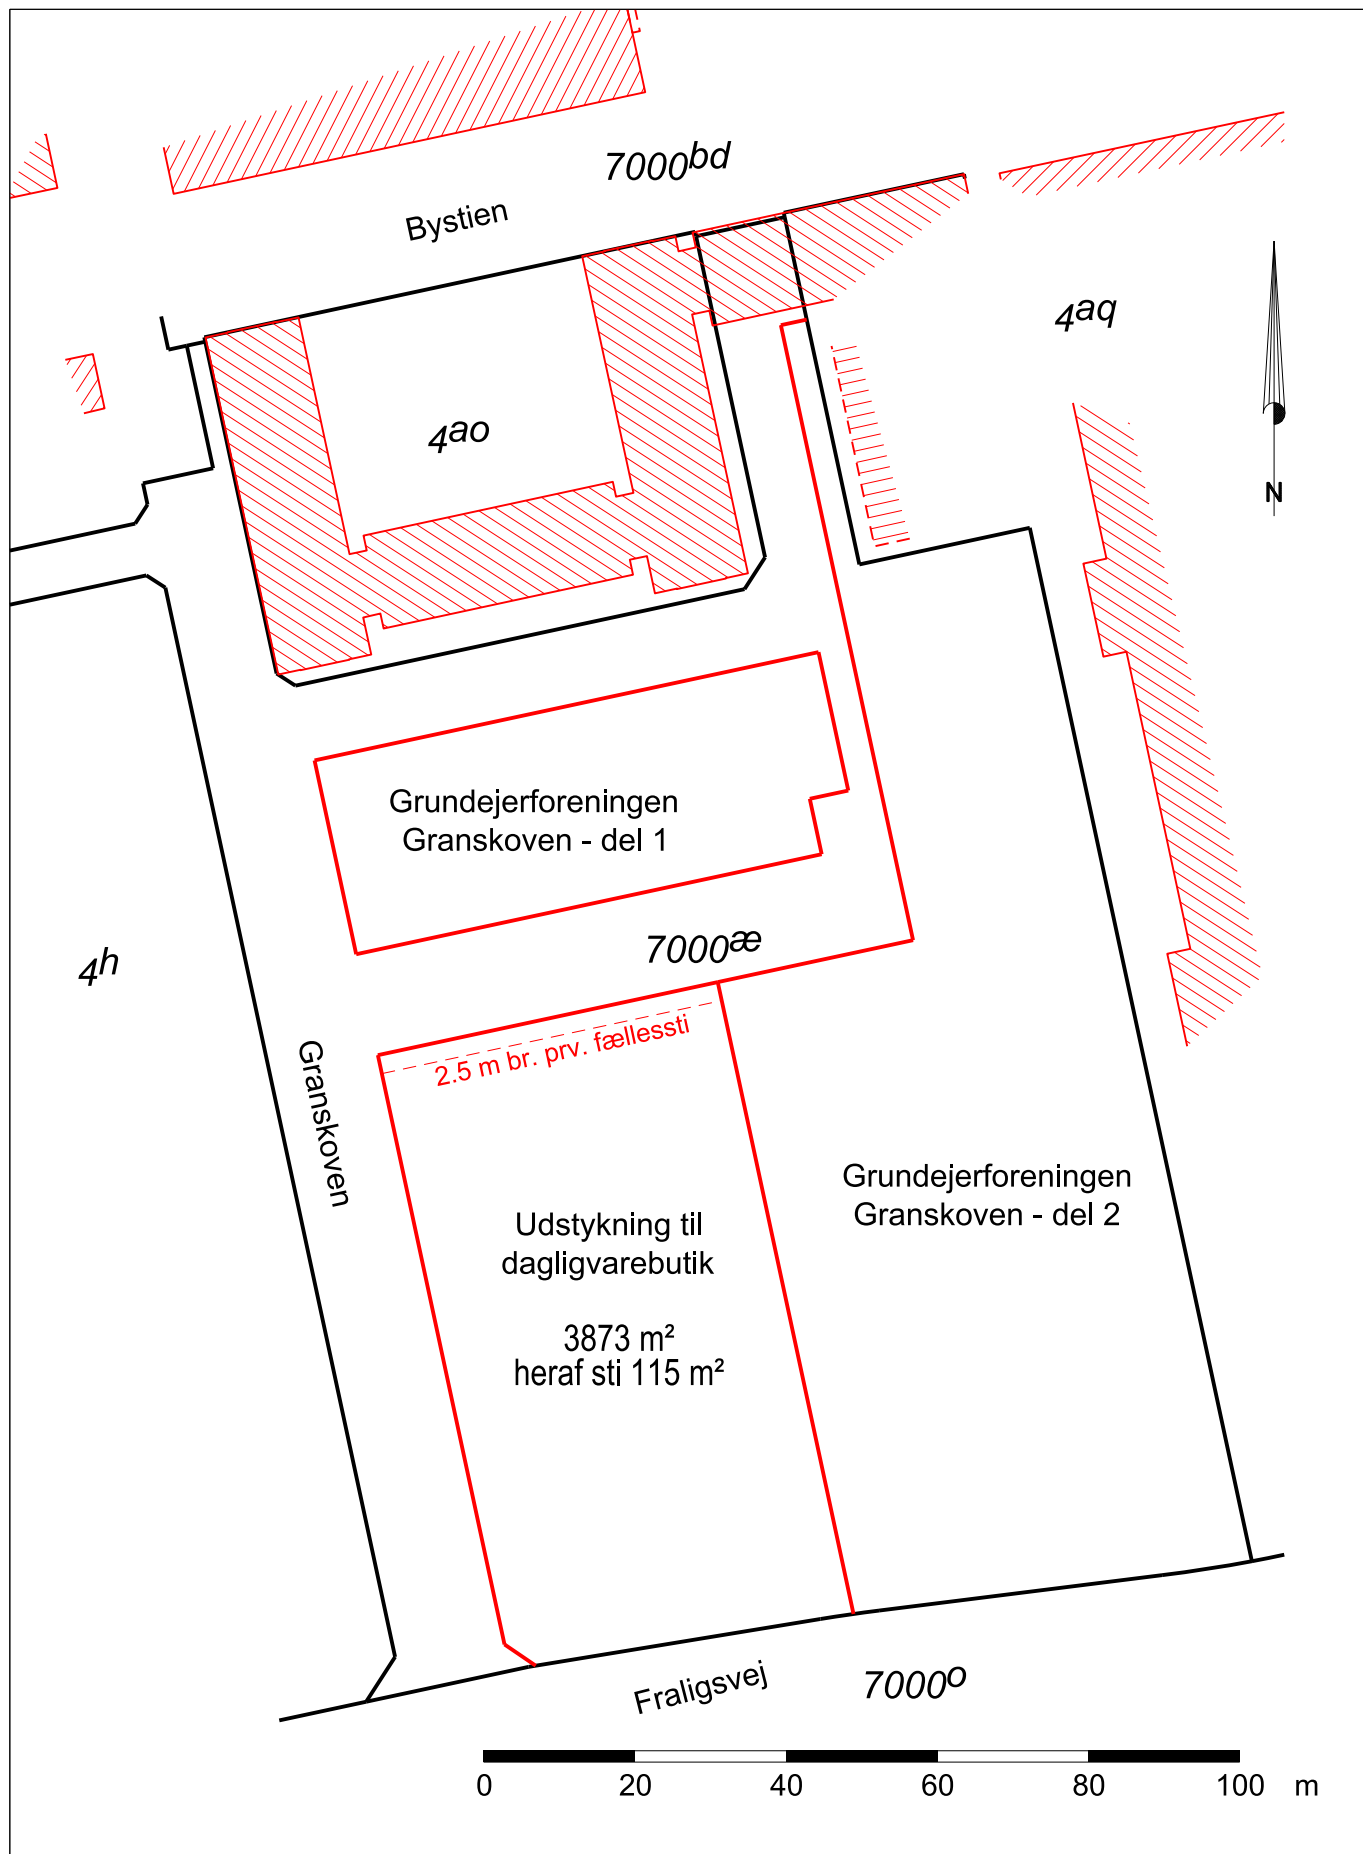 7000bd
Bystien
4aq
4ao
N
Grundejerforeningen
Granskoven - del 1
7000æ
4h
2.5 m br. prv. fællessti
Granskoven
Grundejerforeningen
Granskoven - del 2
Udstykning til
dagligvarebutik
3873 m²
heraf sti 115 m²
Fraligsvej
7000o
0 20 40 60 80 100 m